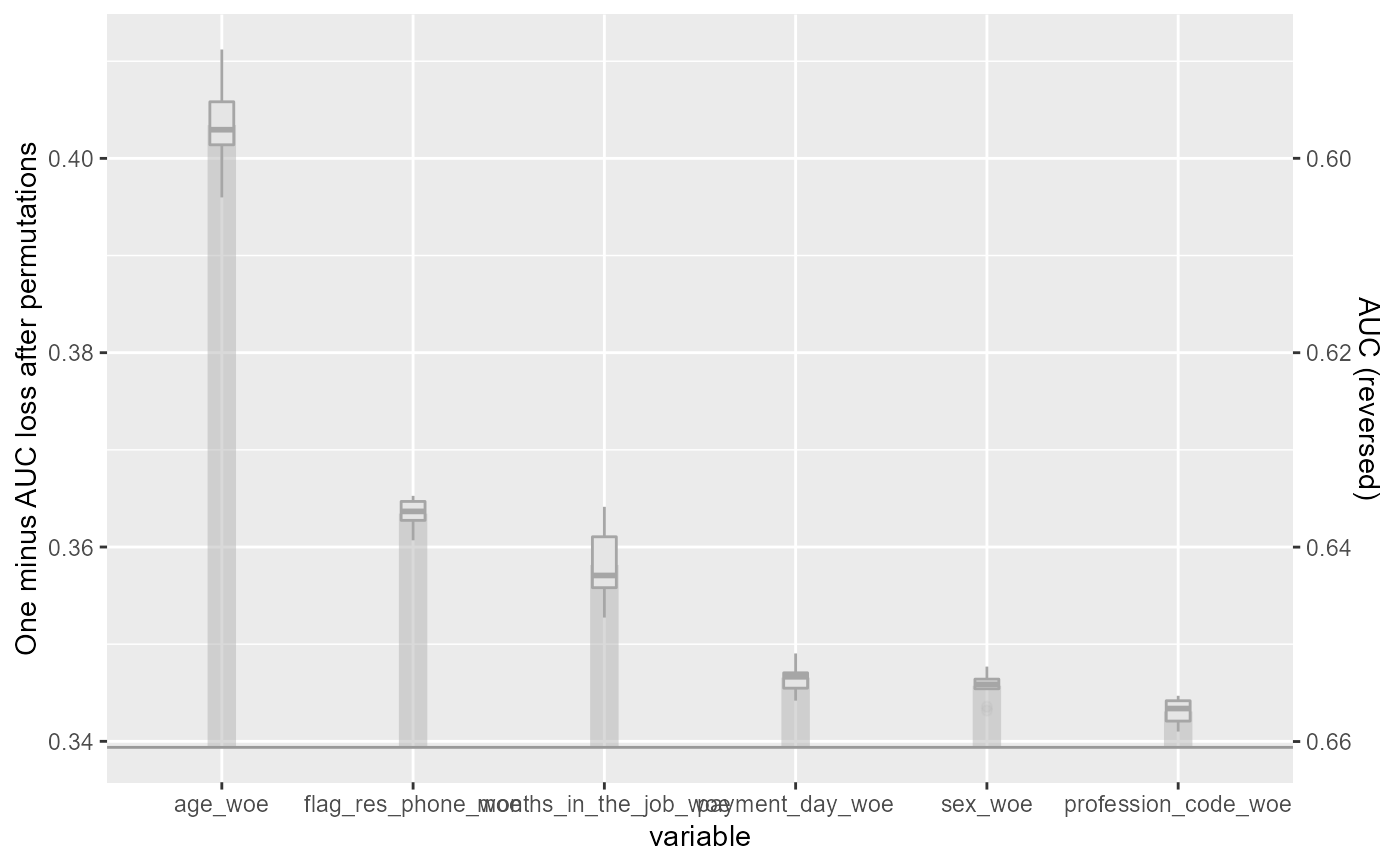 One minus AUC loss after permutations
0.40
0.38
0.36
0.34
0.60
0.62
0.64
0.66
AUC (reversed)
age_woe
flag_res_phone_woe
months_in_the_job_woe
payment_day_woe
sex_woe
profession_code_woe
variable